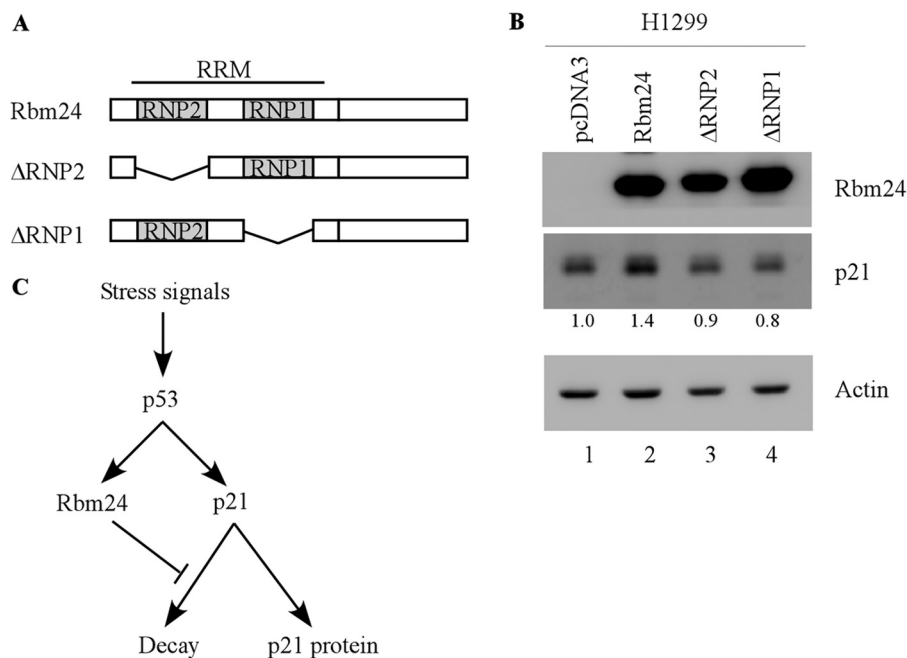 A
RRM
Rbm24
RNP2 RNP1
ΔRNP2
RNP1
ΔRNP1
RNP2
B
H1299
pcDNA3 Rbm24 ΔRNP2 ΔRNP1
Rbm24
p21
1.0 1.4 0.9 0.8
Actin
1 2 3 4
C
Stress signals
p53
Rbm24 p21
Decay p21 protein